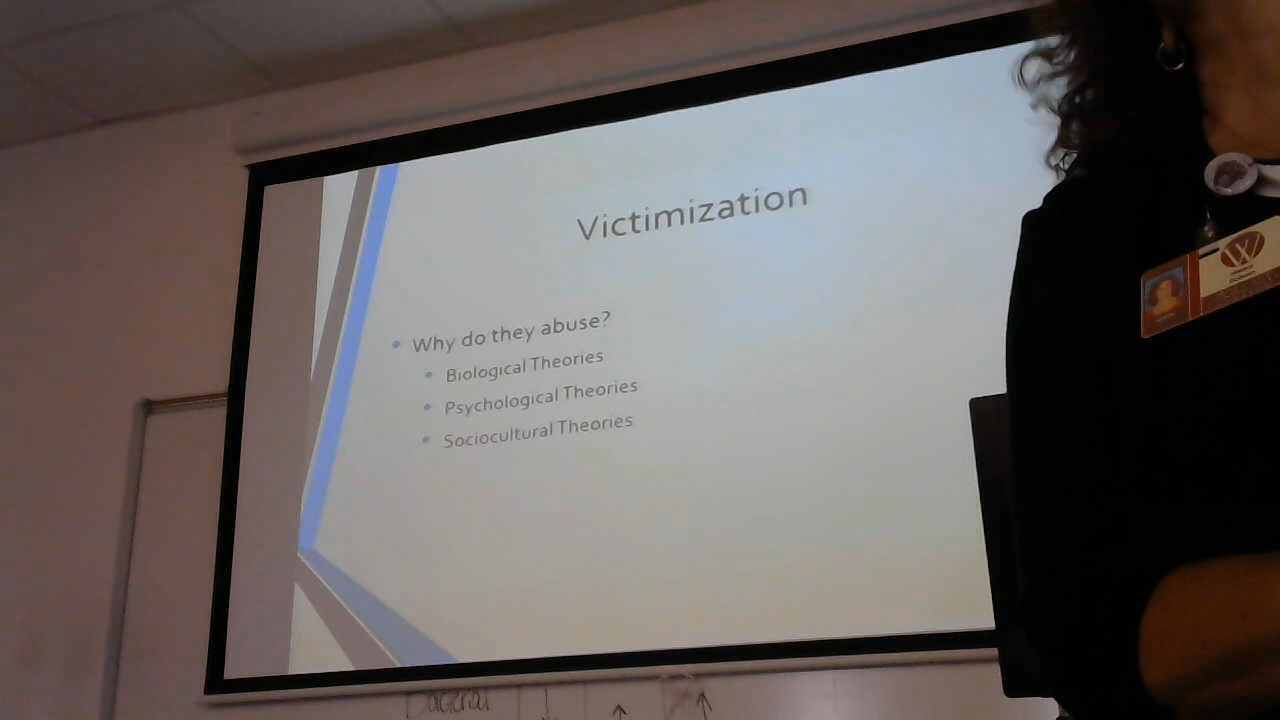 Victimization
Why do they abuse?
Biological Theories
Psychological Theories
Sociocultural Theories
W